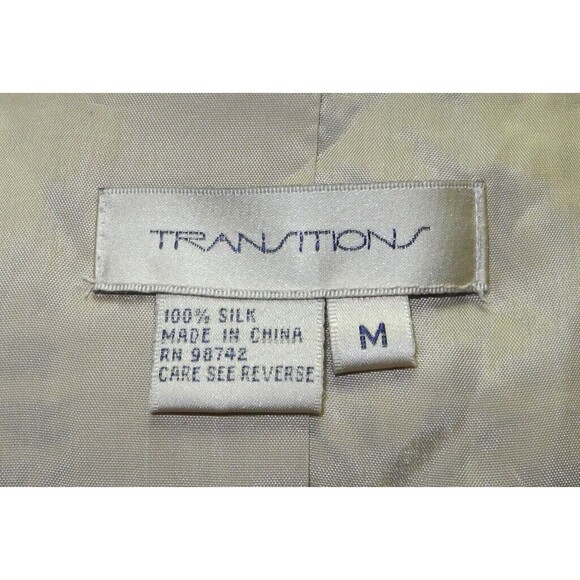 TRANSITIONS
100% SILK
MADE IN CHINA
RN 98742
CARE SEE REVERSE
M